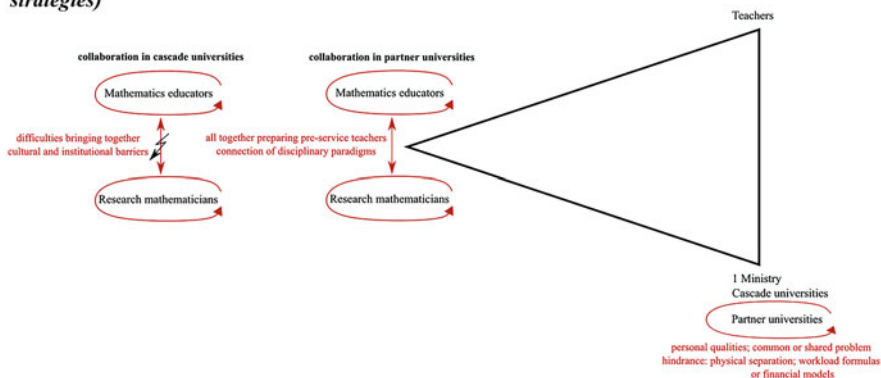 strategies)
Teachers
collaboration in cascade universities
collaboration in partner universities
Mathematics educators
Mathematics educators
difficulties bringing together
cultural and institutional barriers
all together preparing pre-service teachers
connection of disciplinary paradigms
Research mathematicians
Research mathematicians
1 Ministry
Cascade universities
Partner universities
personal qualities; common or shared problem
hindrance: physical separation; workload formulas
or financial models